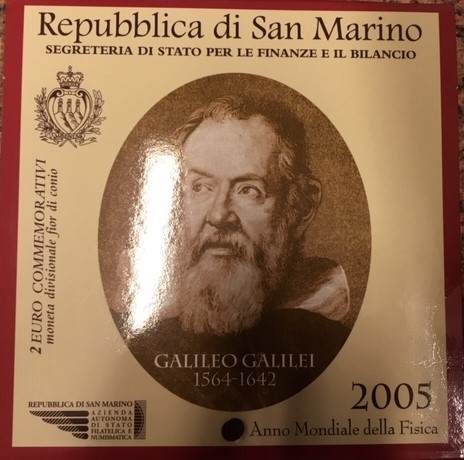 Repubblica di San Marino
SEGRETERIA DI STATO PER LE FINANZE E IL BILANCIO
2 EURO COMMEMORATIVI
moneta divisionale fior di conio
GALILEO GALILEI
1564-1642
REPUBBLICA DI SAN MARINO
AZIENDA
AUTONOMA
DI STATO
FILATELICA E
NUMISMATICA
2005
Anno Mondiale della Fisica